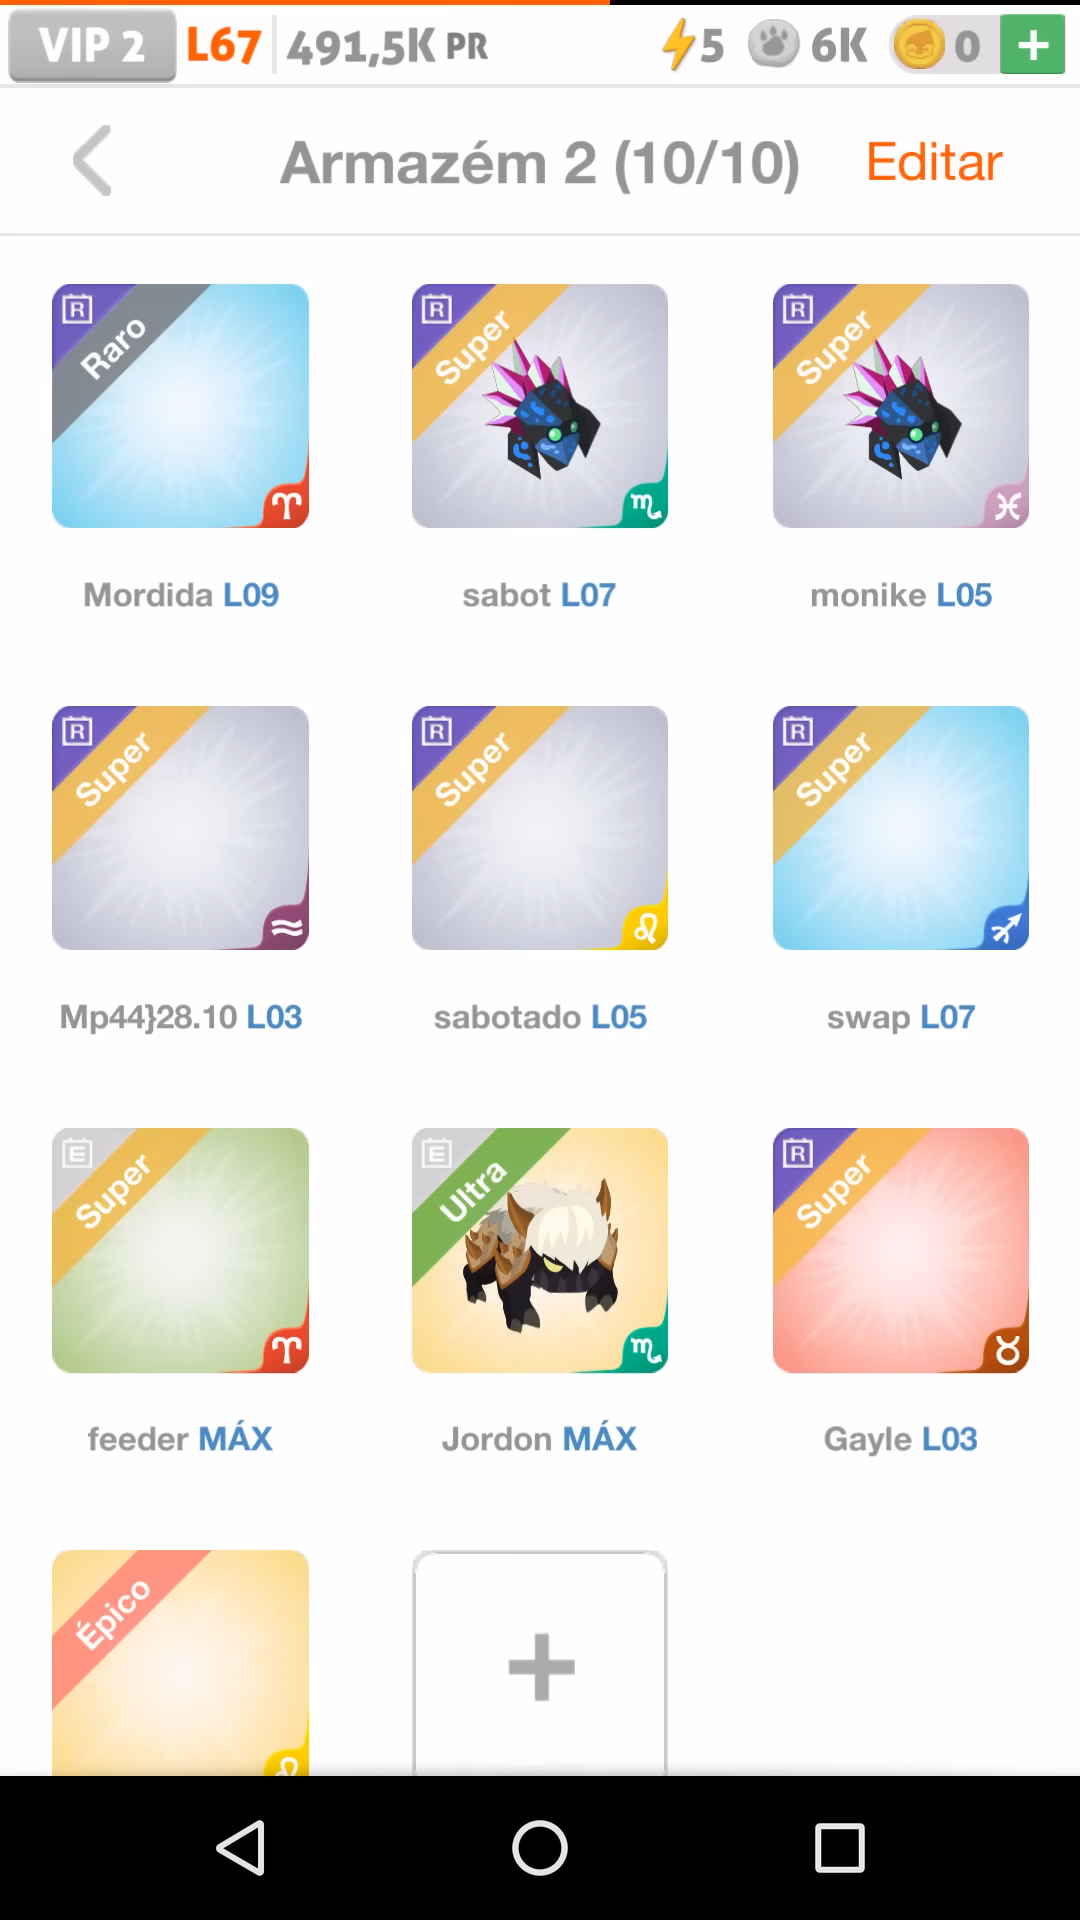 VIP 2 L67 491,5K PR 5 6K 0 +
Armazém 2 (10/10) Editar
R Raro R Super R Super
Mordida L09 sabot L07 monike L05
R Super R Super R Super
Mp44}28.10 L03 sabotado L05 swap L07
E Super E Ultra R Super
feeder MÁX Jordon MÁX Gayle L03
Épico